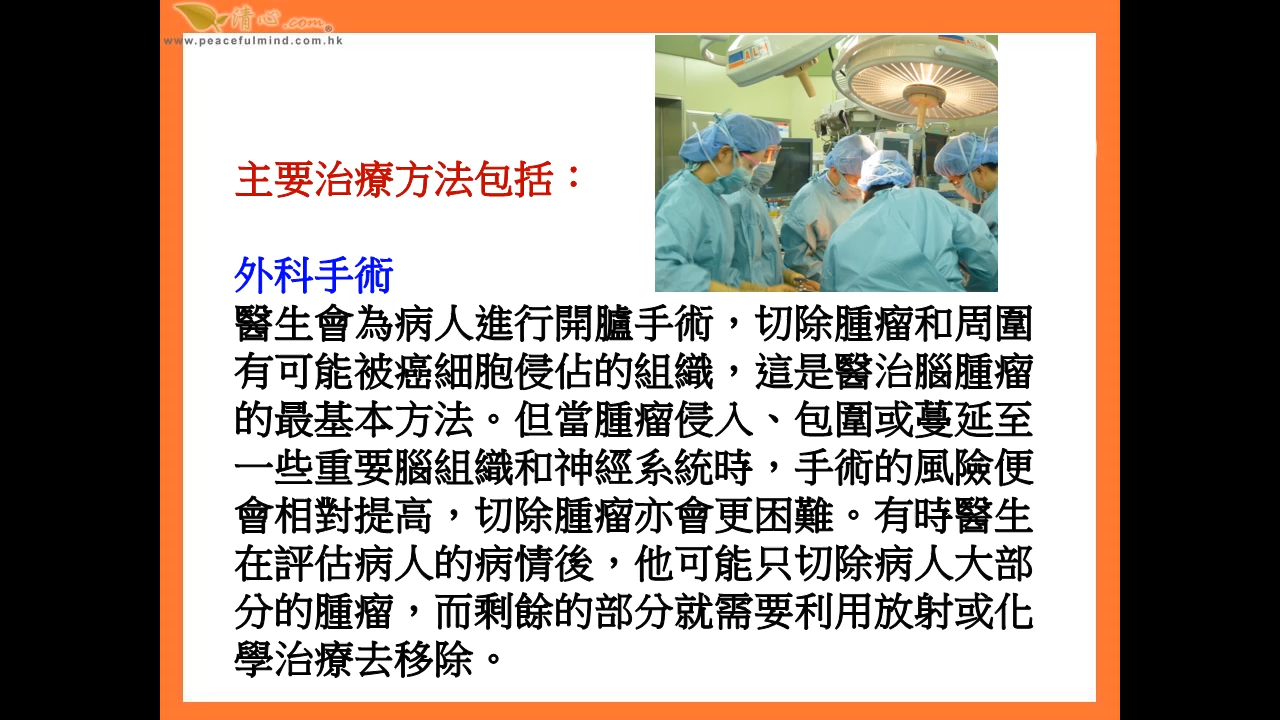 清心.com®
www.peacefulmind.com.hk
主要治療方法包括：
外科手術
醫生會為病人進行開臚手術，切除腫瘤和周圍
有可能被癌細胞侵佔的組織，這是醫治腦腫瘤
的最基本方法。但當腫瘤侵入、包圍或蔓延至
一些重要腦組織和神經系統時，手術的風險便
會相對提高，切除腫瘤亦會更困難。有時醫生
在評估病人的病情後，他可能只切除病人大部
分的腫瘤，而剩餘的部分就需要利用放射或化
學治療去移除。